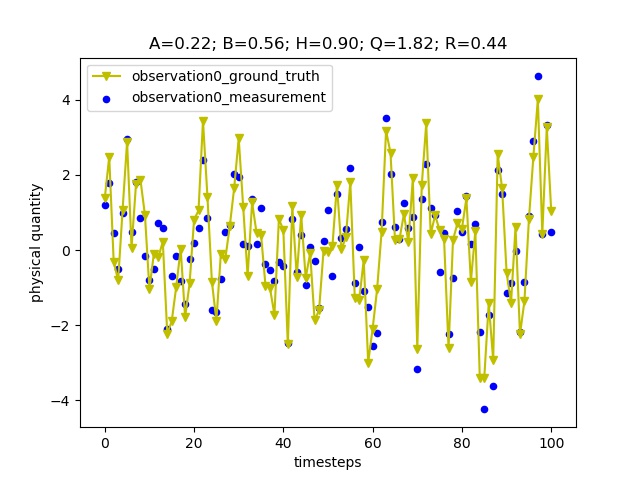 A=0.22; B=0.56; H=0.90; Q=1.82; R=0.44
observation0_ground_truth
observation0_measurement
physical quantity
4
2
0
−2
−4
0 20 40 60 80 100
timesteps